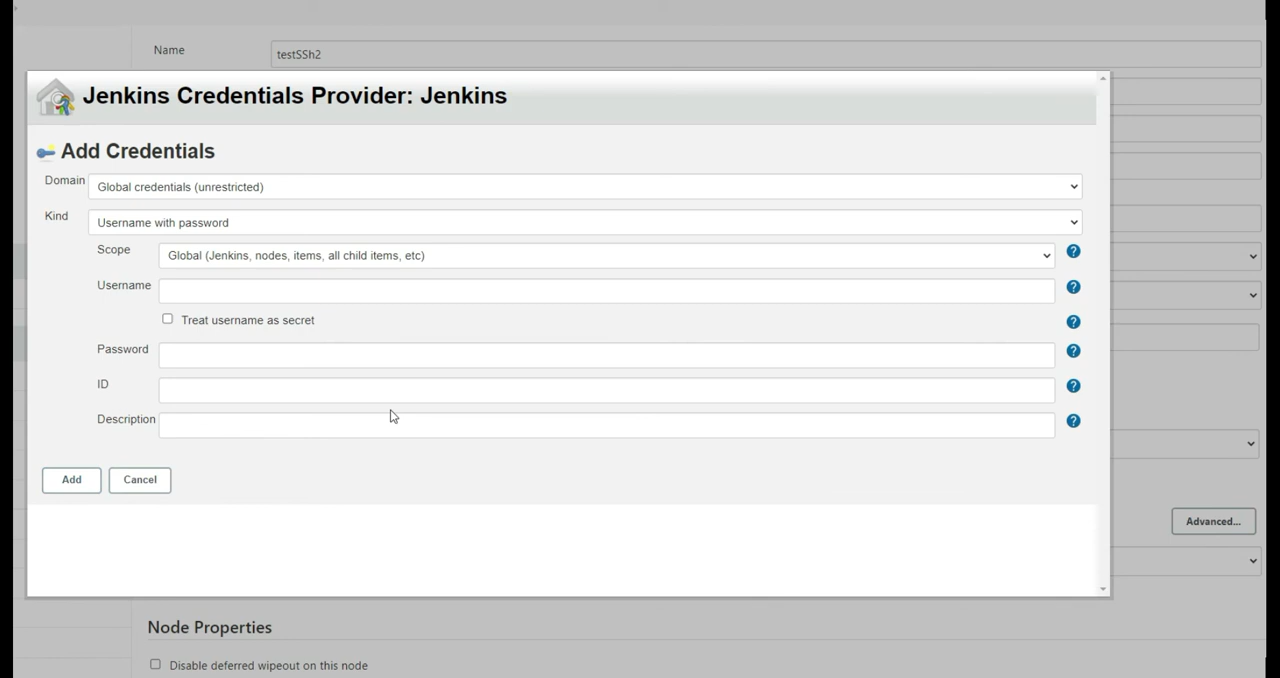 Name
testSSh2
Jenkins Credentials Provider: Jenkins
Add Credentials
Domain
Global credentials (unrestricted)
Kind
Username with password
Scope
Global (Jenkins, nodes, items, all child items, etc)
Username
Treat username as secret
Password
ID
Description
Add
Cancel
Advanced...
Node Properties
Disable deferred wipeout on this node